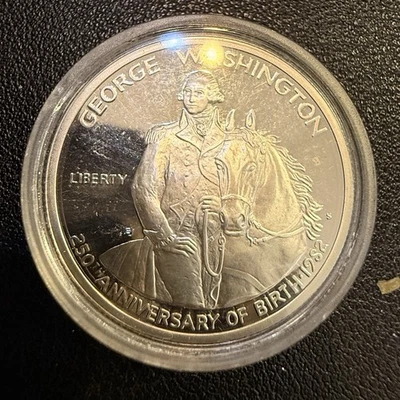 GEORGE WASHINGTON
LIBERTY
250TH ANNIVERSARY OF BIRTH 1982